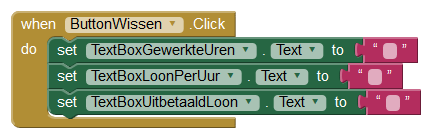 when ButtonWissen .Click
do set TextBoxGewerkteUren . Text to " "
set TextBoxLoonPerUur . Text to " "
set TextBoxUitbetaaldLoon . Text to " "